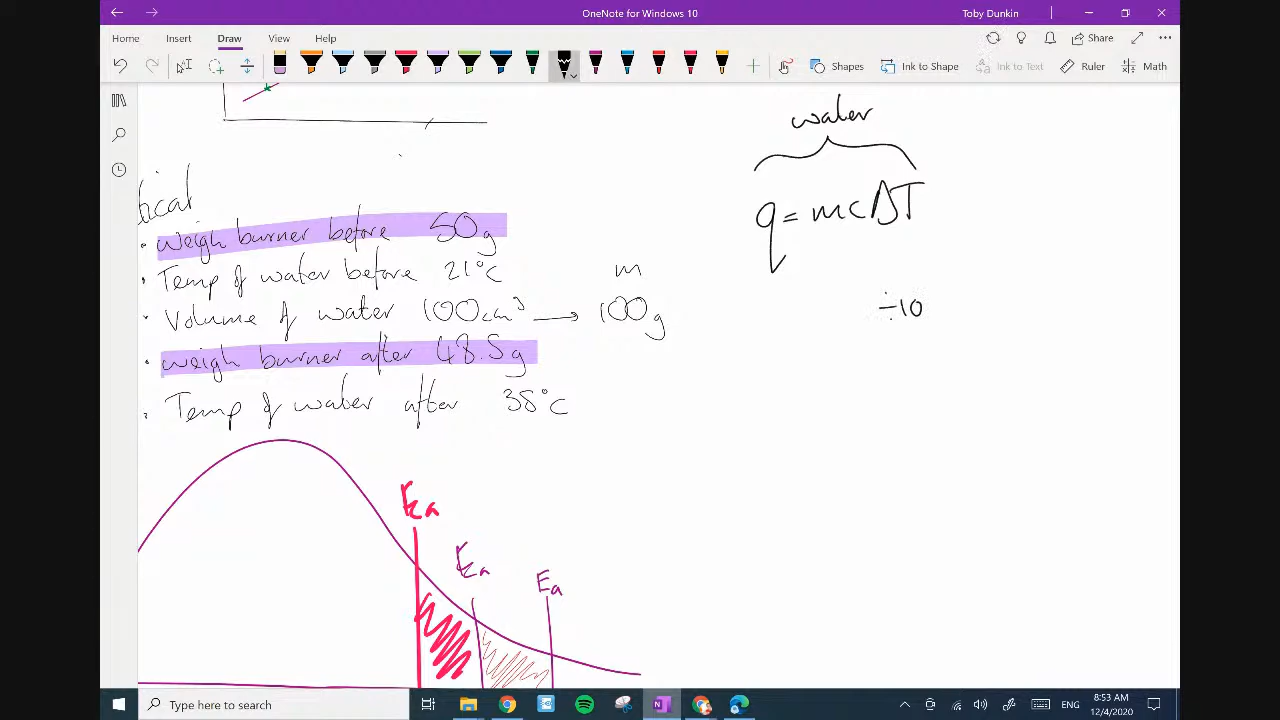 OneNote for Windows 10
Toby Dunkin
Home Insert Draw View Help
Share
Shapes
Ink to Shape
Ink to Text
Ruler
Math
water
q = mcΔT
÷10
tical
• Weigh burner before 50g
• Temp of water before 21°C
m
• Volume of water 100cm³ → 100g
• weigh burner after 48.5g
• Temp of water after 38°C
Ea
Ea
Ea
Type here to search
8:53 AM
12/4/2020